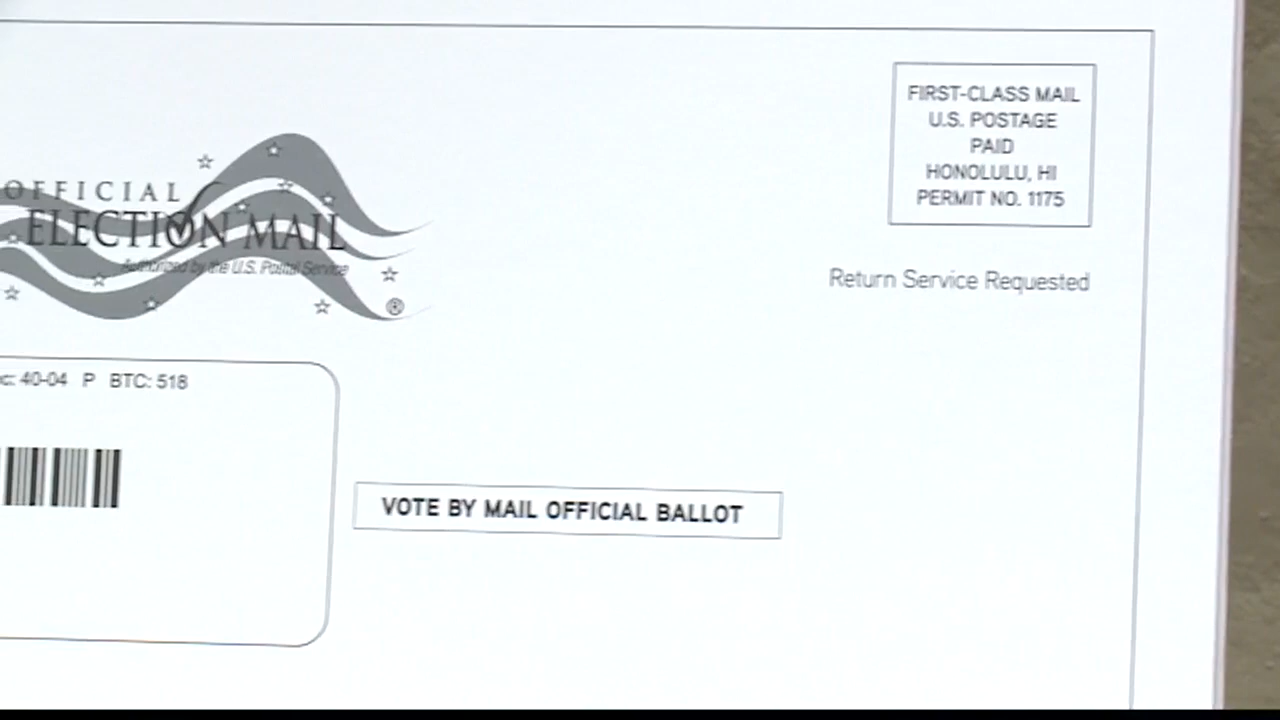 FIRST-CLASS MAIL
U.S. POSTAGE
PAID
HONOLULU, HI
PERMIT NO. 1175
OFFICIAL
ELECTION MAIL
Authorized by the U.S. Postal Service
®
Return Service Requested
40-04 P BTC: 518
VOTE BY MAIL OFFICIAL BALLOT